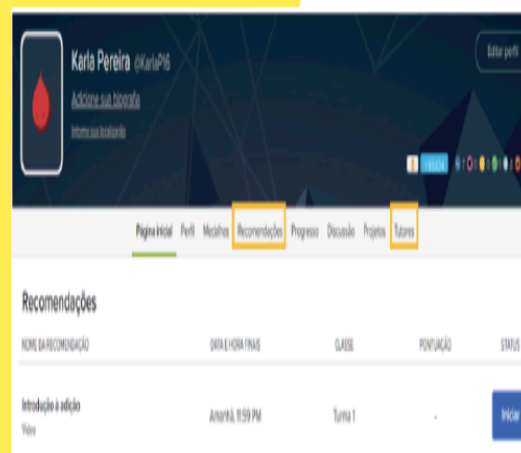 Karla Pereira @KarlaP16
Editar perfil
Adicione sua biografia
Informe sua localização
Página Inicial Perfil Medalhas Recomendações Progresso Discussão Projetos Tutores
Recomendações
NOME DA RECOMENDAÇÃO DATA E HORA FINAIS CLASSE PONTUAÇÃO STATUS
Introdução à adição Amanhã, 11:59 PM Turma 1 - Iniciar
Vídeo